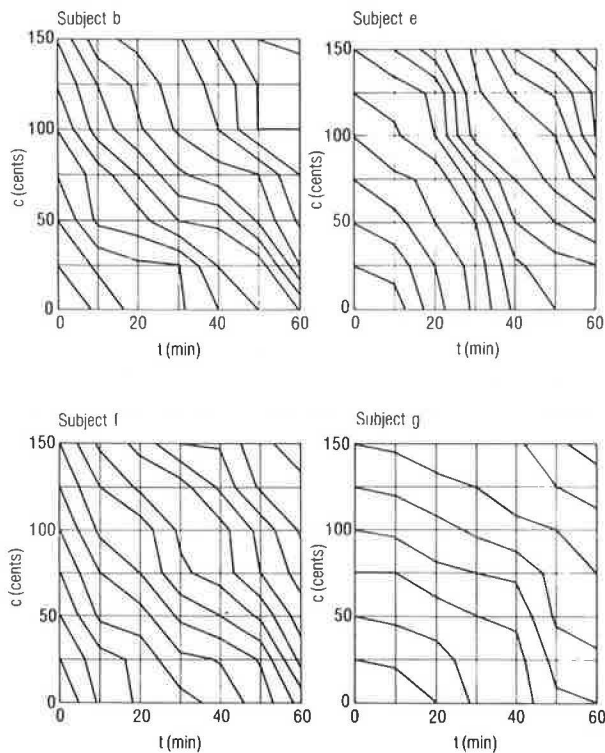 Subject b
150
100
c (cents)
50
0
0 20 40 60
t (min)
Subject e
150
100
c (cents)
50
0
0 20 40 60
t (min)
Subject f
150
100
c (cents)
50
0
0 20 40 60
t (min)
Subject g
150
100
c (cents)
50
0
0 20 40 60
t (min)